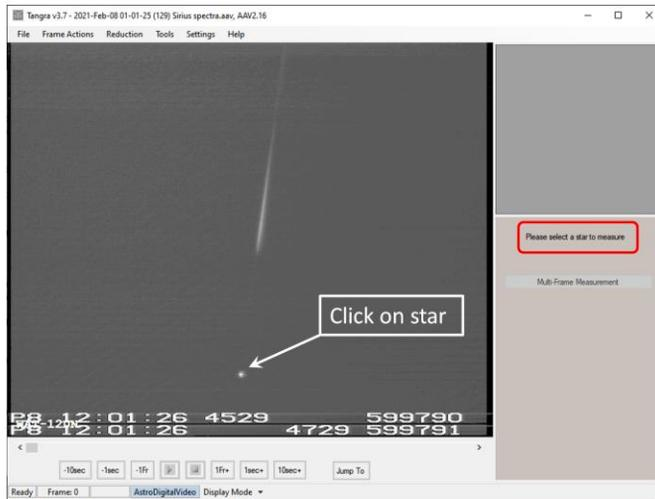 Tangra v3.7 - 2021-Feb-08 01-01-25 (129) Sirius spectra.aav, AAV2.16
File Frame Actions Reduction Tools Settings Help
Please select a star to measure
Multi-Frame Measurement
Click on star
P8 12:01:26 4529 599790
P8 12:01:26 4729 599791
-10sec -1sec -1Fr 1Fr+ 1sec+ 10sec+ Jump To
Ready Frame: 0 AstroDigitalVideo Display Mode